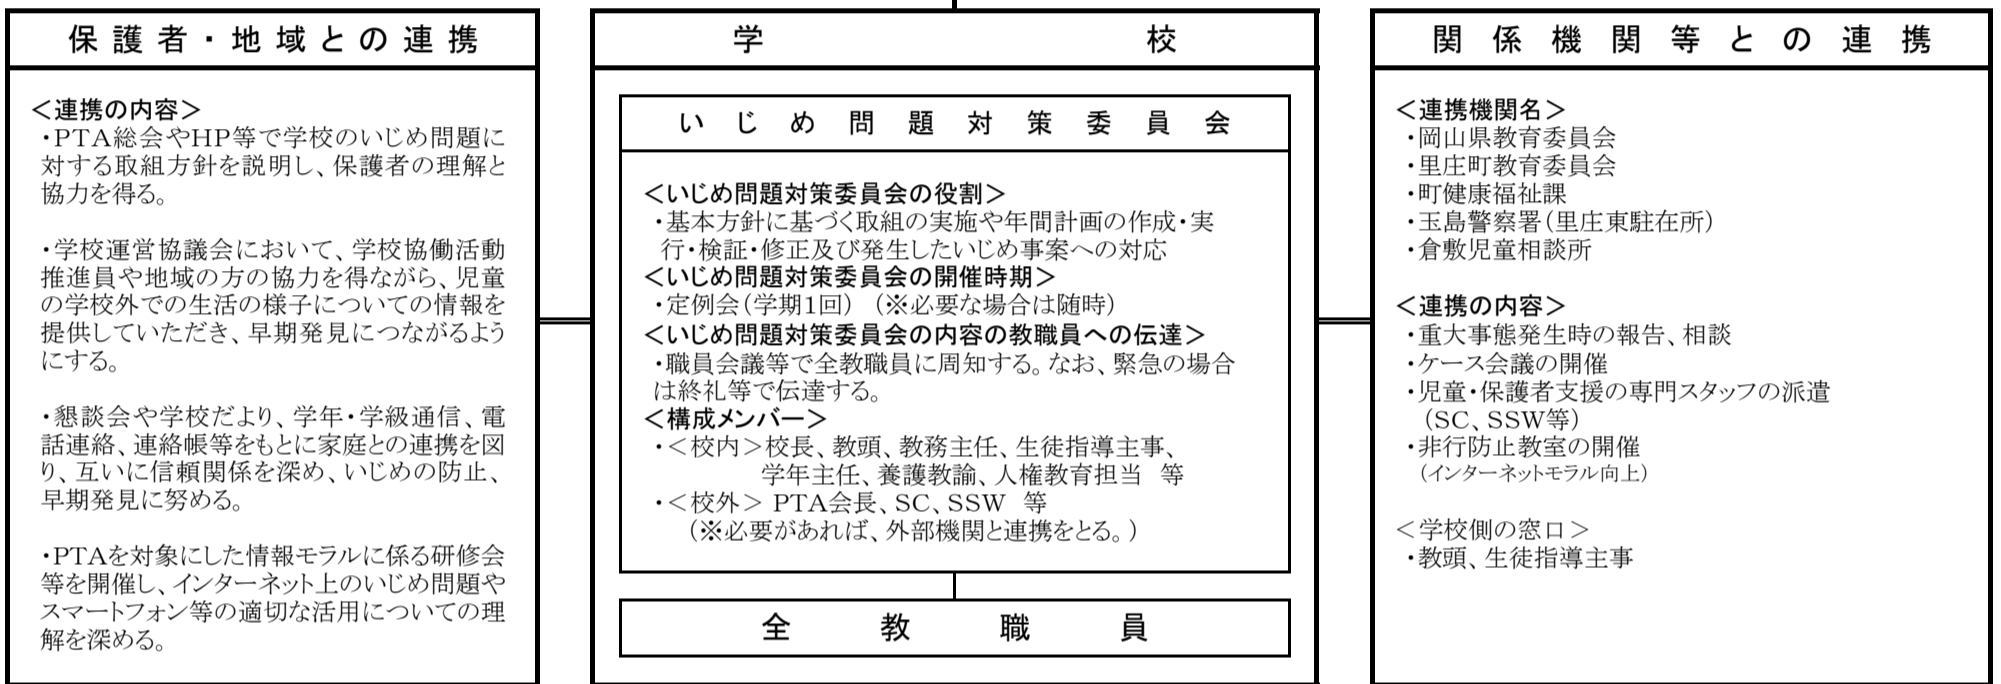 保護者・地域との連携
＜連携の内容＞
・PTA総会やHP等で学校のいじめ問題に
対する取組方針を説明し、保護者の理解と
協力を得る。
・学校運営協議会において、学校協働活動
推進員や地域の方の協力を得ながら、児童
の学校外での生活の様子についての情報を
提供していただき、早期発見につながるよう
にする。
・懇談会や学校だより、学年・学級通信、電
話連絡、連絡帳等をもとに家庭との連携を図
り、互いに信頼関係を深め、いじめの防止、
早期発見に努める。
・PTAを対象にした情報モラルに係る研修会
等を開催し、インターネット上のいじめ問題や
スマートフォン等の適切な活用についての理
解を深める。
学校
いじめ問題対策委員会
＜いじめ問題対策委員会の役割＞
・基本方針に基づく取組の実施や年間計画の作成・実
行・検証・修正及び発生したいじめ事案への対応
＜いじめ問題対策委員会の開催時期＞
・定例会（学期1回）（※必要な場合は随時）
＜いじめ問題対策委員会の内容の教職員への伝達＞
・職員会議等で全教職員に周知する。なお、緊急の場合
は終礼等で伝達する。
＜構成メンバー＞
・＜校内＞校長、教頭、教務主任、生徒指導主事、
学年主任、養護教諭、人権教育担当　等
・＜校外＞ PTA会長、SC、SSW　等
（※必要があれば、外部機関と連携をとる。）
全教職員
関係機関等との連携
＜連携機関名＞
・岡山県教育委員会
・里庄町教育委員会
・町健康福祉課
・玉島警察署（里庄東駐在所）
・倉敷児童相談所
＜連携の内容＞
・重大事態発生時の報告、相談
・ケース会議の開催
・児童・保護者支援の専門スタッフの派遣
（SC、SSW等）
・非行防止教室の開催
（インターネットモラル向上）
＜学校側の窓口＞
・教頭、生徒指導主事